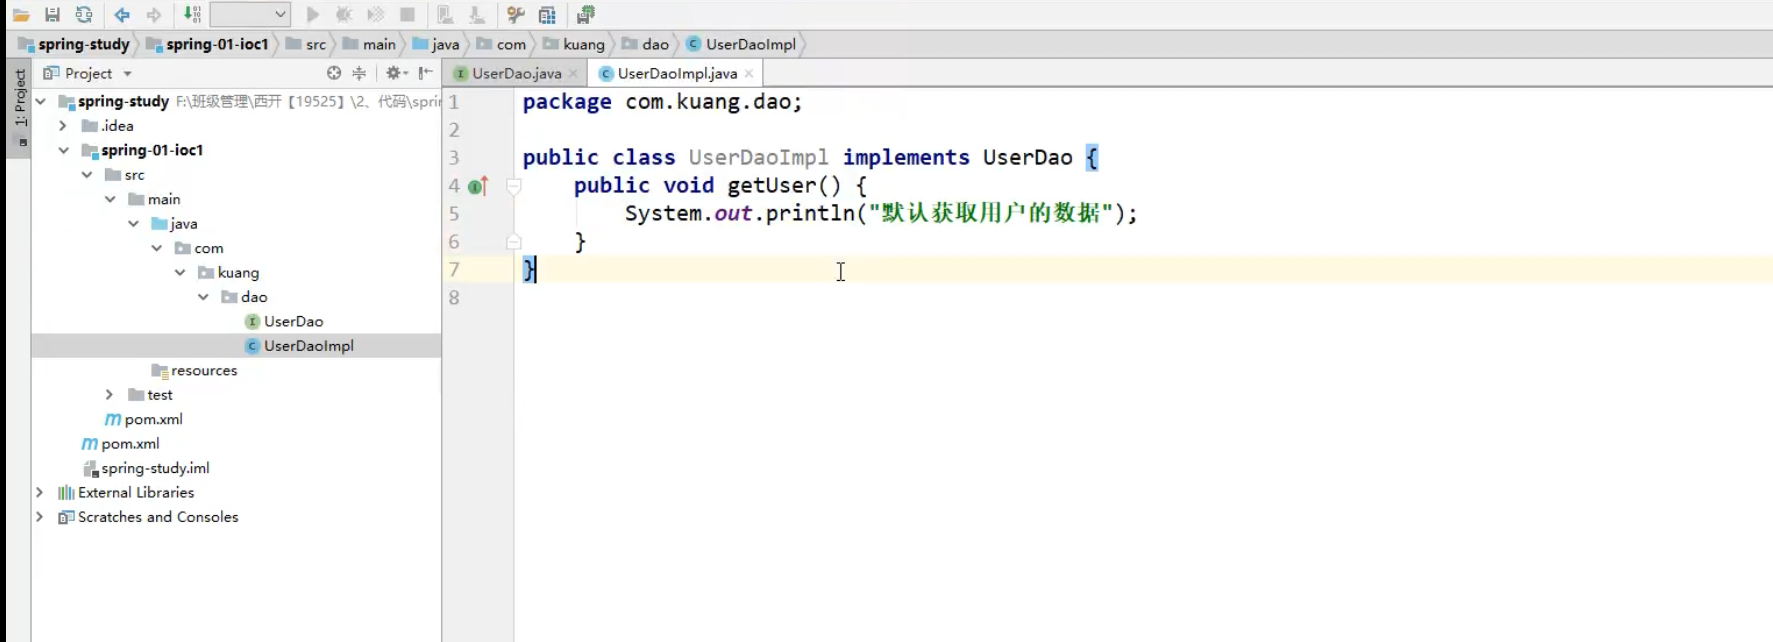 spring-study spring-01-ioc1 src main java com kuang dao UserDaoImpl
1: Project
Project
spring-study F:\班级管理\西开【19525】\2、代码\sprin
.idea
spring-01-ioc1
src
main
java
com
kuang
dao
UserDao
UserDaoImpl
resources
test
pom.xml
pom.xml
spring-study.iml
External Libraries
Scratches and Consoles
UserDao.java UserDaoImpl.java
1 package com.kuang.dao;
2
3 public class UserDaoImpl implements UserDao {
4 public void getUser() {
5 System.out.println("默认获取用户的数据");
6 }
7 }
8